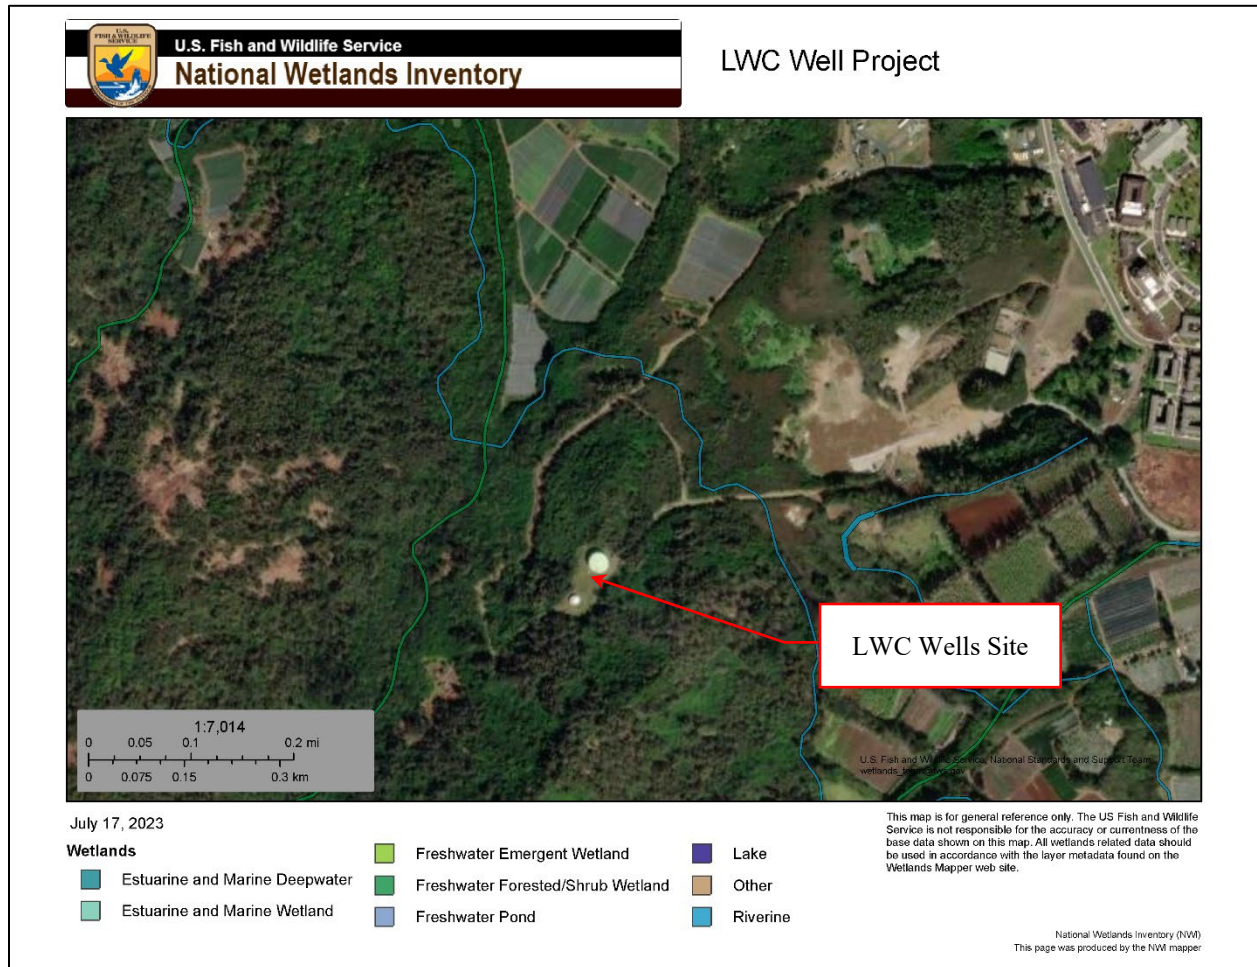 U.S.
FISH & WILDLIFE
SERVICE
U.S. Fish and Wildlife Service
National Wetlands Inventory
LWC Well Project
LWC Wells Site
1:7,014
0 0.05 0.1 0.2 mi
0 0.075 0.15 0.3 km
U.S. Fish and Wildlife Service, National Standards and Support Team,
July 17, 2023
Wetlands
Estuarine and Marine Deepwater
Estuarine and Marine Wetland
Freshwater Emergent Wetland
Freshwater Forested/Shrub Wetland
Freshwater Pond
Lake
Other
Riverine
This map is for general reference only. The US Fish and Wildlife
Service is not responsible for the accuracy or currentness of the
base data shown on this map. All wetlands related data should
be used in accordance with the layer metadata found on the
Wetlands Mapper web site.
National Wetlands Inventory (NWI)
This page was produced by the NWI mapper